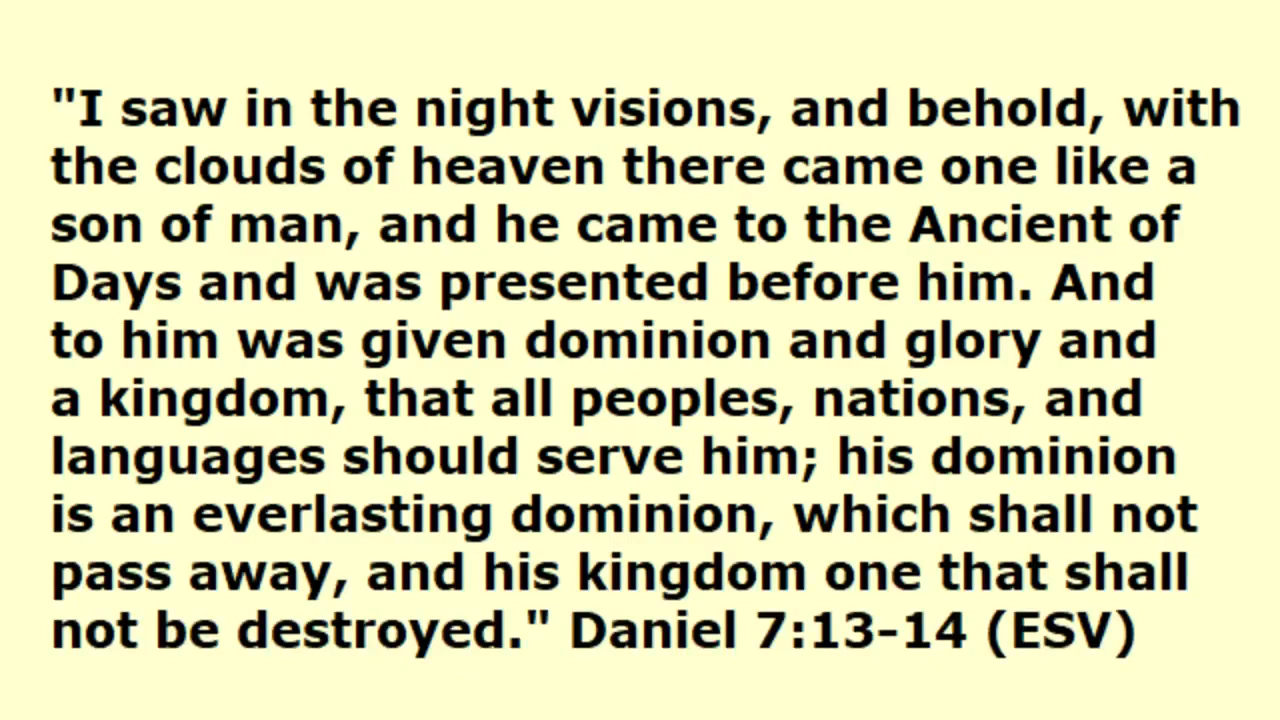 "I saw in the night visions, and behold, with
the clouds of heaven there came one like a
son of man, and he came to the Ancient of
Days and was presented before him. And
to him was given dominion and glory and
a kingdom, that all peoples, nations, and
languages should serve him; his dominion
is an everlasting dominion, which shall not
pass away, and his kingdom one that shall
not be destroyed." Daniel 7:13-14 (ESV)